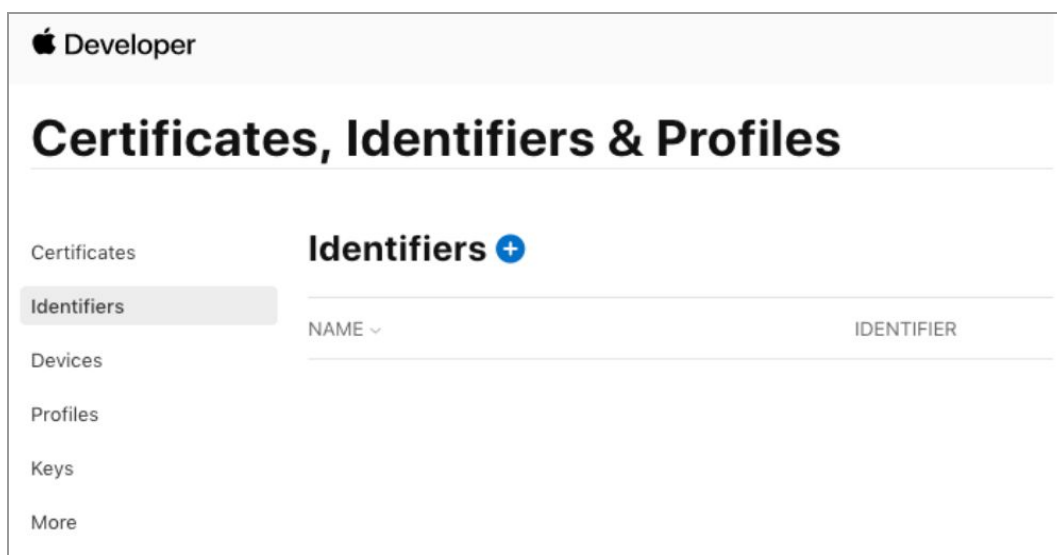 Developer
Certificates, Identifiers & Profiles
Certificates
Identifiers
Devices
Profiles
Keys
More
Identifiers
NAME
IDENTIFIER